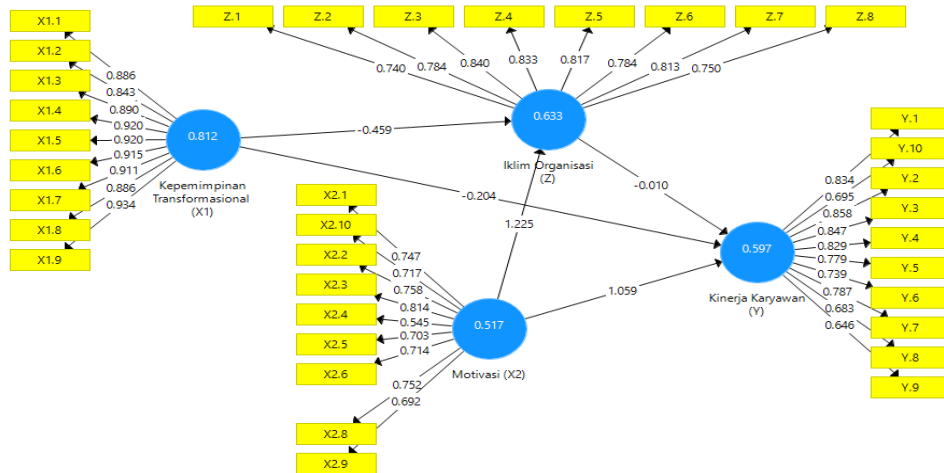 X1.1
X1.2
X1.3
X1.4
X1.5
X1.6
X1.7
X1.8
X1.9
0.886
0.843
0.890
0.920
0.920
0.915
0.911
0.886
0.934
0.812
Kepemimpinan
Transformasional
(X1)
Z.1
Z.2
Z.3
Z.4
Z.5
Z.6
Z.7
Z.8
0.740
0.784
0.840
0.833
0.817
0.784
0.813
0.750
0.633
Iklim Organisasi
(Z)
-0.459
-0.204
-0.010
1.225
1.059
X2.1
X2.10
X2.2
X2.3
X2.4
X2.5
X2.6
X2.8
X2.9
0.747
0.717
0.758
0.814
0.545
0.703
0.714
0.752
0.692
0.517
Motivasi (X2)
Y.1
Y.10
Y.2
Y.3
Y.4
Y.5
Y.6
Y.7
Y.8
Y.9
0.834
0.695
0.858
0.847
0.829
0.779
0.739
0.787
0.683
0.646
0.597
Kinerja Karyawan
(Y)